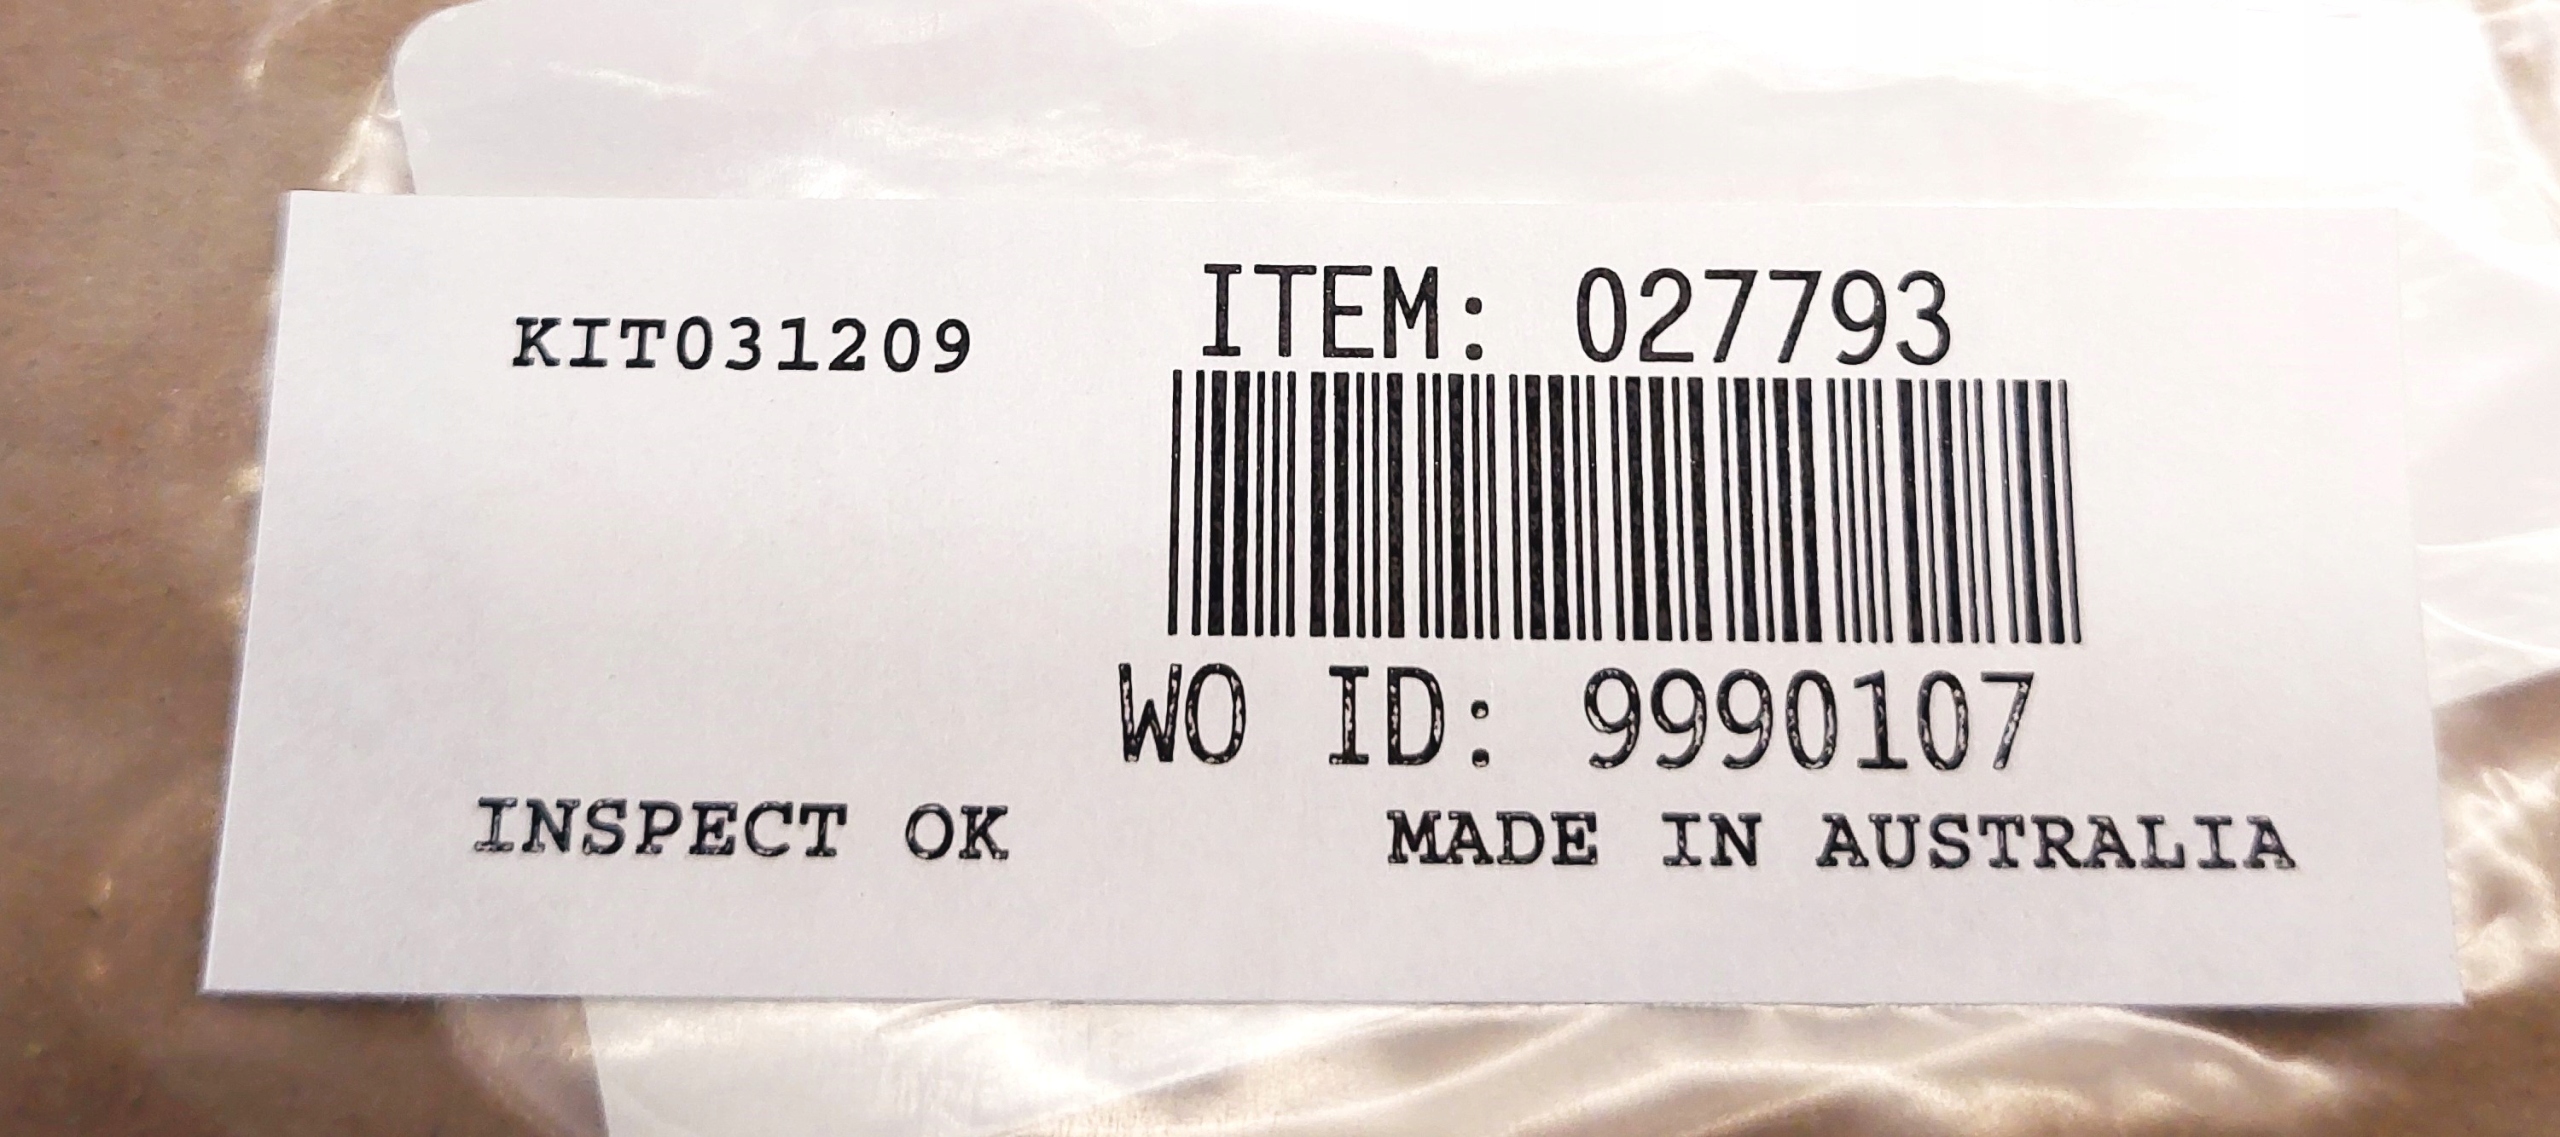 KIT031209
ITEM: 027793
WO ID: 9990107
INSPECT OK
MADE IN AUSTRALIA